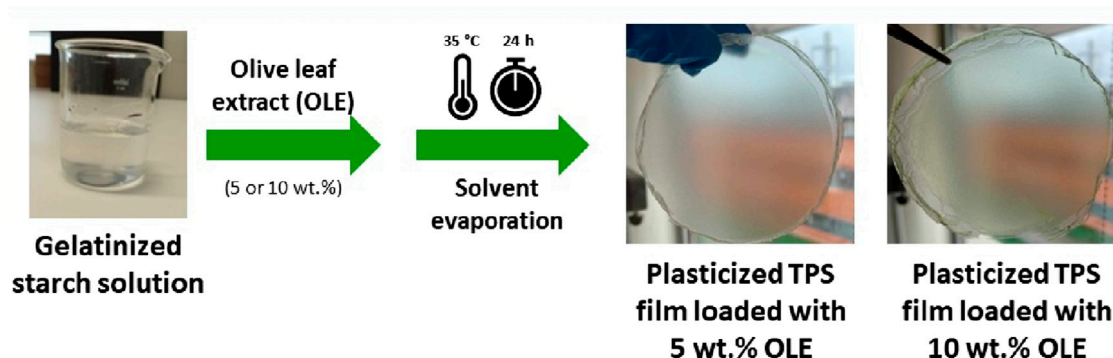 Olive leaf
extract (OLE)
(5 or 10 wt.%)
35 °C
24 h
Solvent
evaporation
Gelatinized
starch solution
Plasticized TPS
film loaded with
5 wt.% OLE
Plasticized TPS
film loaded with
10 wt.% OLE